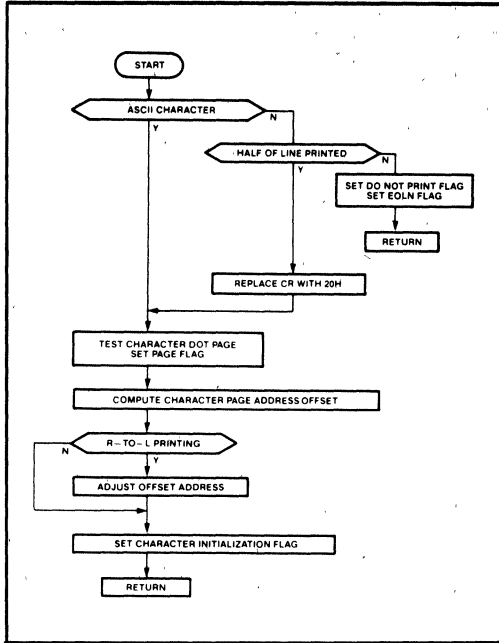 START
ASCII CHARACTER
N
Y
HALF OF LINE PRINTED
N
Y
SET DO NOT PRINT FLAG
SET EOLN FLAG
RETURN
REPLACE CR WITH 20H
TEST CHARACTER DOT PAGE
SET PAGE FLAG
COMPUTE CHARACTER PAGE ADDRESS OFFSET
R-TO-L PRINTING
N
Y
ADJUST OFFSET ADDRESS
SET CHARACTER INITIALIZATION FLAG
RETURN